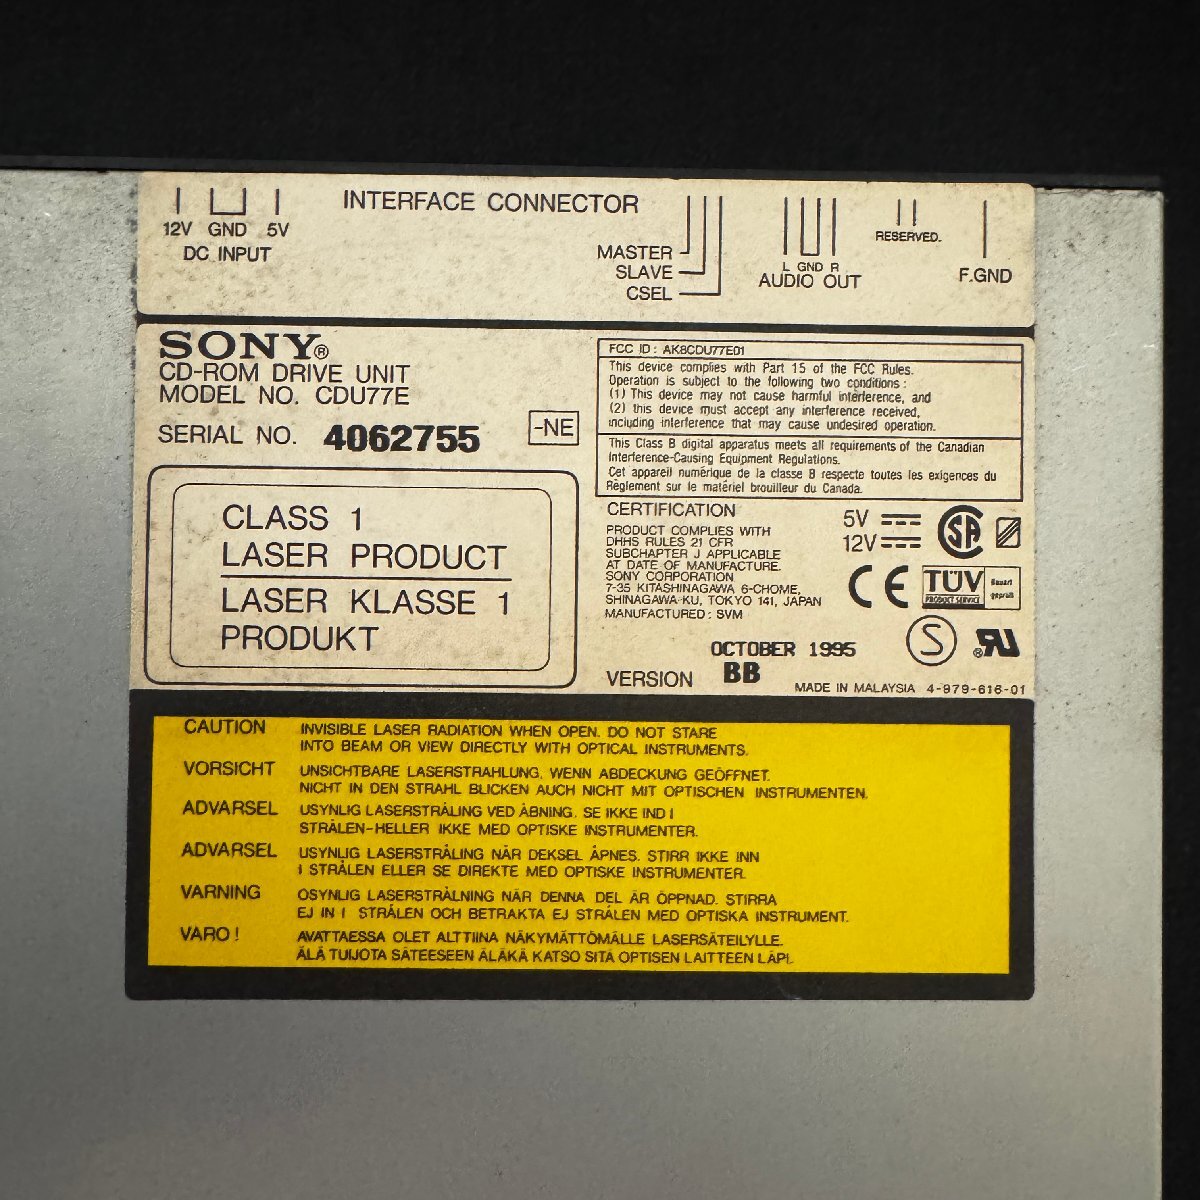 12V GND 5V
DC INPUT
INTERFACE CONNECTOR
MASTER
SLAVE
CSEL
L GND R
AUDIO OUT
RESERVED.
F.GND
SONY®
CD-ROM DRIVE UNIT
MODEL NO. CDU77E
SERIAL NO. 4062755
-NE
CLASS 1
LASER PRODUCT
LASER KLASSE 1
PRODUKT
FCC ID : AK8CDU77E01
This device complies with Part 15 of the FCC Rules.
Operation is subject to the following two conditions :
(1) This device may not cause harmful interference, and
(2) this device must accept any interference received,
including interference that may cause undesired operation.
This Class B digital apparatus meets all requirements of the Canadian
Interference-Causing Equipment Regulations.
Cet appareil numérique de la classe B respecte toutes les exigences du
Règlement sur le matériel brouilleur du Canada.
CERTIFICATION
PRODUCT COMPLIES WITH
DHHS RULES 21 CFR
SUBCHAPTER J APPLICABLE
AT DATE OF MANUFACTURE.
SONY CORPORATION
7-35 KITASHINAGAWA 6-CHOME,
SHINAGAWA-KU, TOKYO 141, JAPAN
MANUFACTURED : SVM
5V
12V
SA
CE
TÜV
PRODUCT SERVICE
Bauart
geprüft
S
®RU
OCTOBER 1995
VERSION BB
MADE IN MALAYSIA 4-979-616-01
CAUTION INVISIBLE LASER RADIATION WHEN OPEN. DO NOT STARE
INTO BEAM OR VIEW DIRECTLY WITH OPTICAL INSTRUMENTS.
VORSICHT UNSICHTBARE LASERSTRAHLUNG, WENN ABDECKUNG GEÖFFNET.
NICHT IN DEN STRAHL BLICKEN AUCH NICHT MIT OPTISCHEN INSTRUMENTEN.
ADVARSEL USYNLIG LASERSTRÅLING VED ÅBNING. SE IKKE IND I
STRÅLEN-HELLER IKKE MED OPTISKE INSTRUMENTER.
ADVARSEL USYNLIG LASERSTRÅLING NÅR DEKSEL ÅPNES. STIRR IKKE INN
I STRÅLEN ELLER SE DIREKTE MED OPTISKE INSTRUMENTER.
VARNING OSYNLIG LASERSTRÅLNING NÄR DENNA DEL ÄR ÖPPNAD. STIRRA
EJ IN I STRÅLEN OCH BETRAKTA EJ STRÅLEN MED OPTISKA INSTRUMENT.
VARO! AVATTAESSA OLET ALTTIINA NÄKYMÄTTÖMÄLLE LASERSÄTEILYLLE.
ÄLÄ TUIJOTA SÄTEESEEN ÄLÄKÄ KATSO SITÄ OPTISEN LAITTEEN LÄPI.